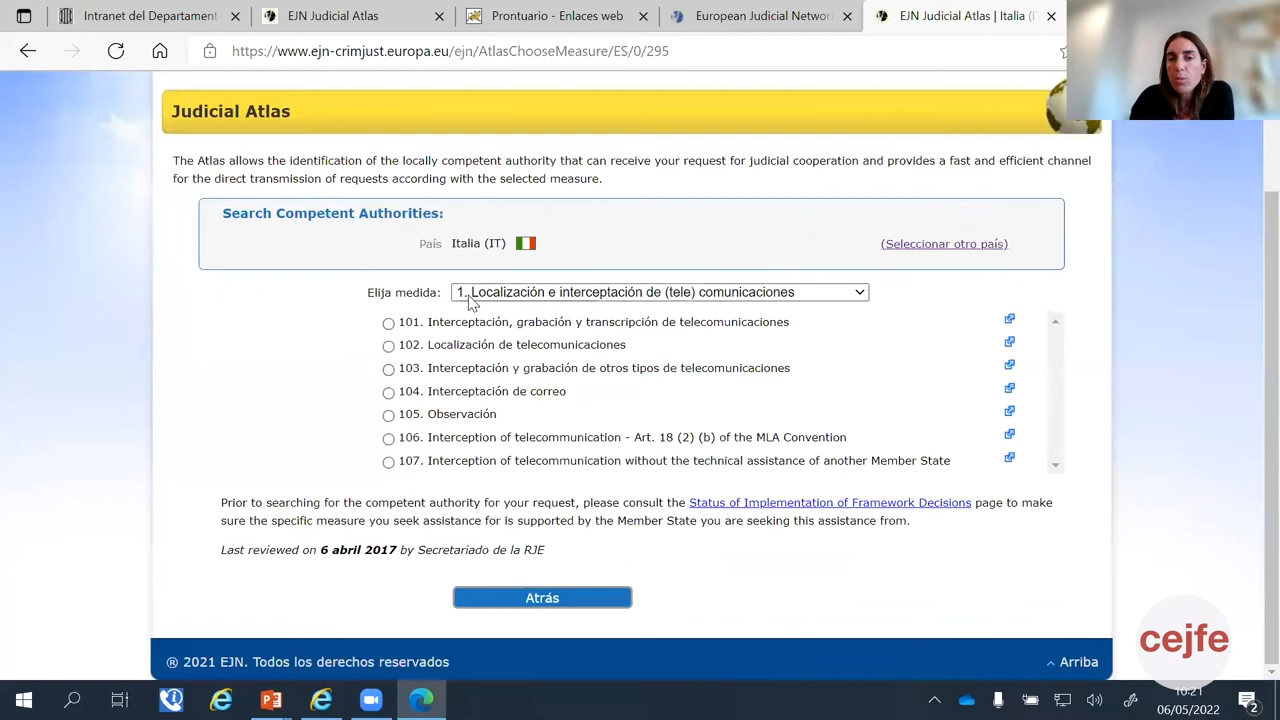 Intranet del Department
EJN Judicial Atlas
Prontuario - Enlaces web
European Judicial Network
EJN Judicial Atlas | Italia (
https://www.ejn-crimjust.europa.eu/ejn/AtlasChooseMeasure/ES/0/295
Judicial Atlas
The Atlas allows the identification of the locally competent authority that can receive your request for judicial cooperation and provides a fast and efficient channel
for the direct transmission of requests according with the selected measure.
Search Competent Authorities:
País Italia (IT) (Seleccionar otro país)
Elija medida: 1. Localización e interceptación de (tele) comunicaciones
101. Interceptación, grabación y transcripción de telecomunicaciones
102. Localización de telecomunicaciones
103. Interceptación y grabación de otros tipos de telecomunicaciones
104. Interceptación de correo
105. Observación
106. Interception of telecommunication - Art. 18 (2) (b) of the MLA Convention
107. Interception of telecommunication without the technical assistance of another Member State
Prior to searching for the competent authority for your request, please consult the Status of Implementation of Framework Decisions page to make
sure the specific measure you seek assistance for is supported by the Member State you are seeking this assistance from.
Last reviewed on 6 abril 2017 by Secretariado de la RJE
Atrás
® 2021 EJN. Todos los derechos reservados
Arriba
cejfe
10:21
06/05/2022
2